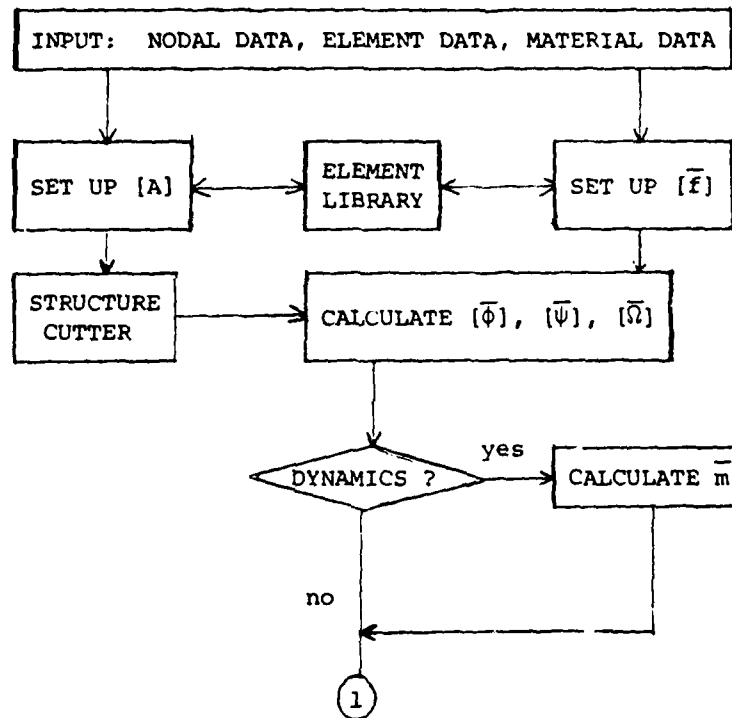 INPUT: NODAL DATA, ELEMENT DATA, MATERIAL DATA
SET UP [A]
ELEMENT
LIBRARY
SET UP [f̅]
STRUCTURE
CUTTER
CALCULATE [ϕ̅], [ψ̅], [Ω̅]
DYNAMICS ?
yes
CALCULATE m̅
no
1